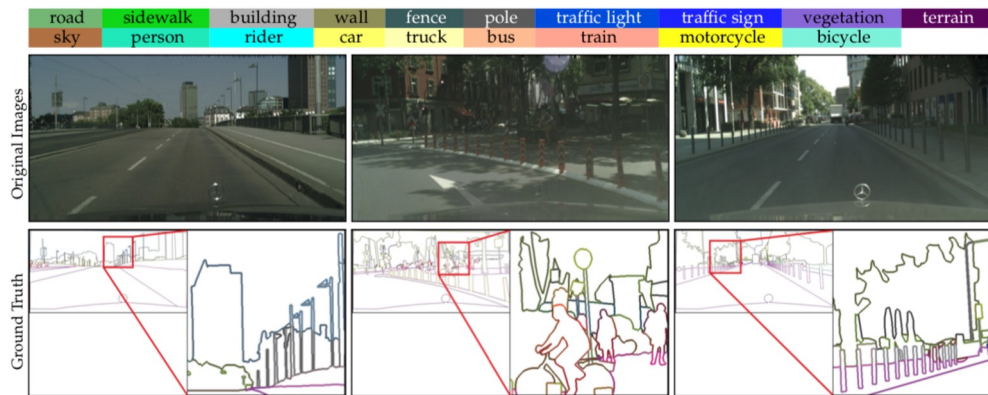 road sidewalk building wall fence pole traffic light traffic sign vegetation terrain
sky person rider car truck bus train motorcycle bicycle
Original Images
Ground Truth